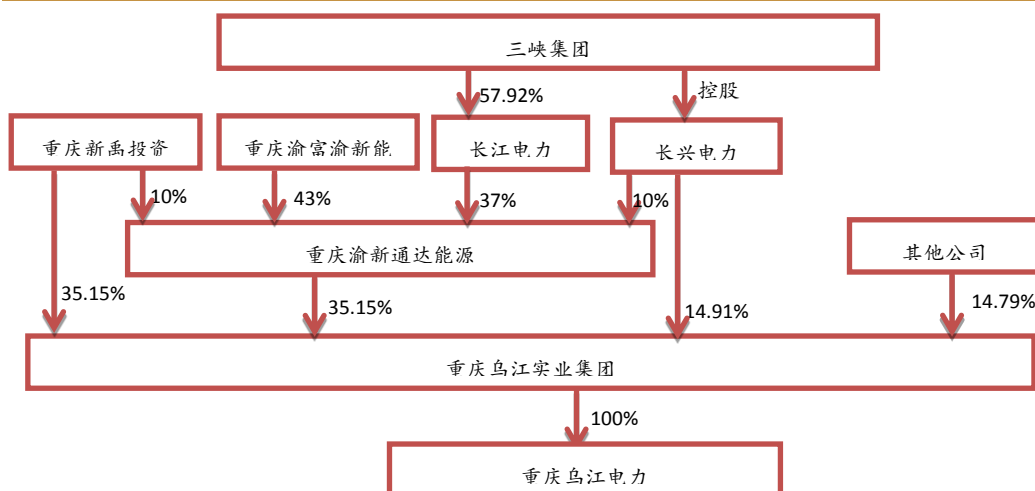 三峡集团
57.92%
控股
重庆新禹投资
重庆渝富渝新能
长江电力
长兴电力
10%
43%
37%
10%
重庆渝新通达能源
其他公司
35.15%
35.15%
14.91%
14.79%
重庆乌江实业集团
100%
重庆乌江电力